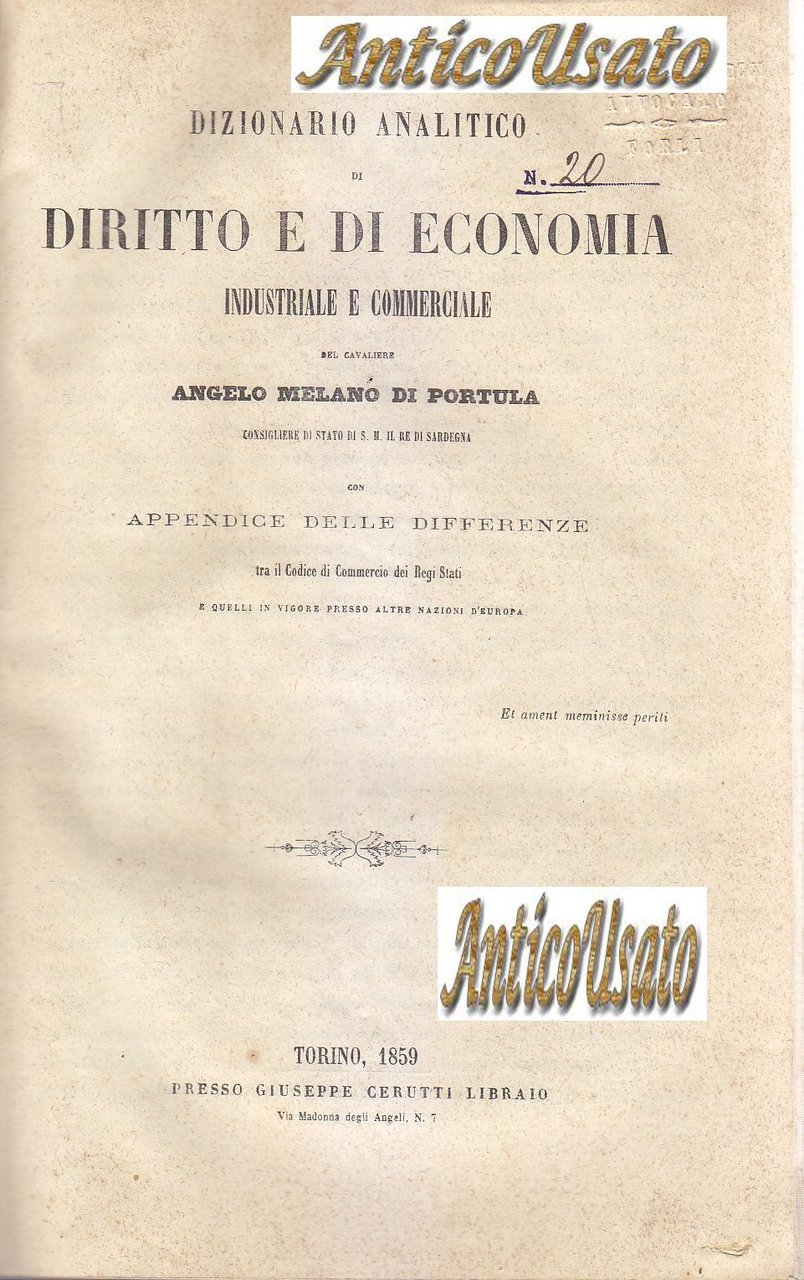 AnticoUsato
AVVOCATO
FORLI
DIZIONARIO ANALITICO
DI
N. 20
DIRITTO E DI ECONOMIA
INDUSTRIALE E COMMERCIALE
DEL CAVALIERE
ANGELO MELANO DI PORTULA
CONSIGLIERE DI STATO DI S. M. IL RE DI SARDEGNA
CON
APPENDICE DELLE DIFFERENZE
tra il Codice di Commercio dei Regi Stati
E QUELLI IN VIGORE PRESSO ALTRE NAZIONI D'EUROPA
Et ament meminisse periti
AnticoUsato
TORINO, 1859
PRESSO GIUSEPPE CERUTTI LIBRAIO
Via Madonna degli Angeli, N. 7